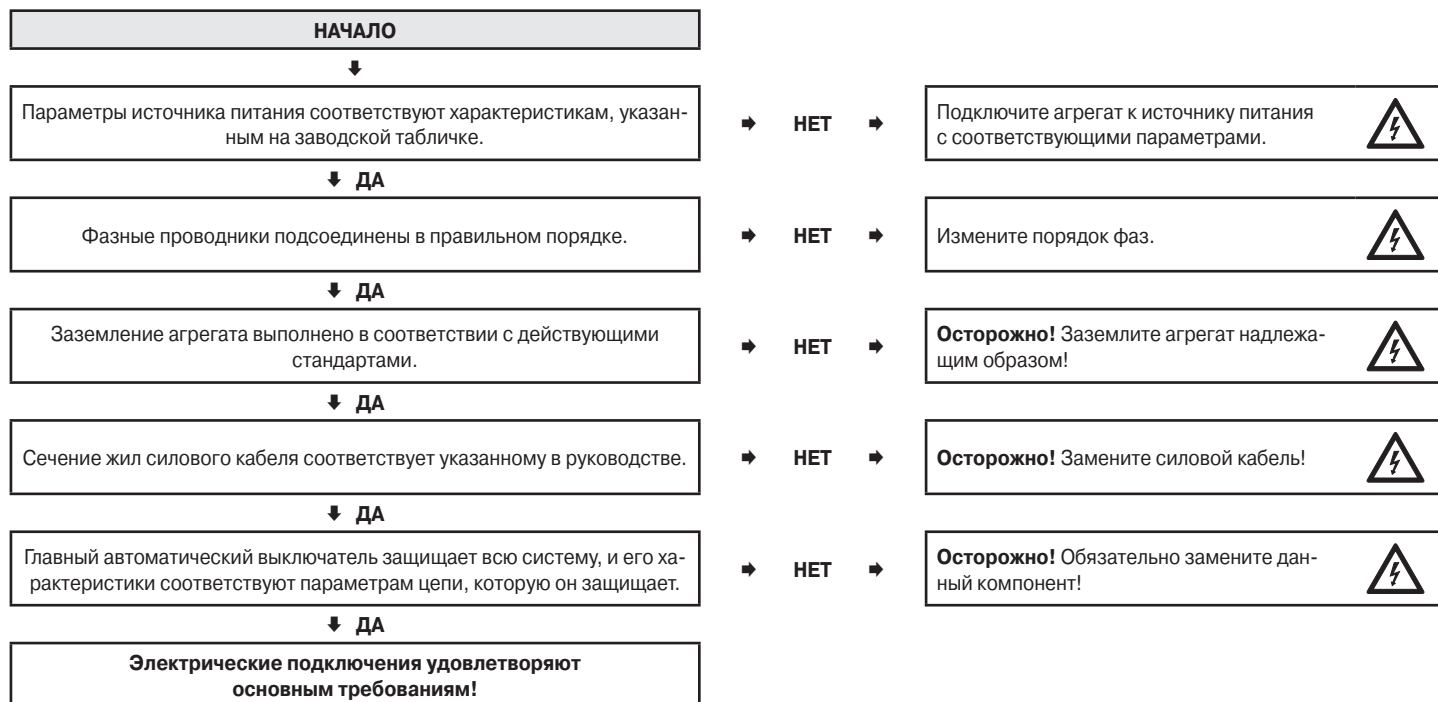 НАЧАЛО
Параметры источника питания соответствуют характеристикам, указан-
ным на заводской табличке.
НЕТ
Подключите агрегат к источнику питания
с соответствующими параметрами.
ДА
Фазные проводники подсоединены в правильном порядке.
НЕТ
Измените порядок фаз.
ДА
Заземление агрегата выполнено в соответствии с действующими
стандартами.
НЕТ
Осторожно! Заземлите агрегат надлежа-
щим образом!
ДА
Сечение жил силового кабеля соответствует указанному в руководстве.
НЕТ
Осторожно! Замените силовой кабель!
ДА
Главный автоматический выключатель защищает всю систему, и его ха-
рактеристики соответствуют параметрам цепи, которую он защищает.
НЕТ
Осторожно! Обязательно замените дан-
ный компонент!
ДА
Электрические подключения удовлетворяют
основным требованиям!